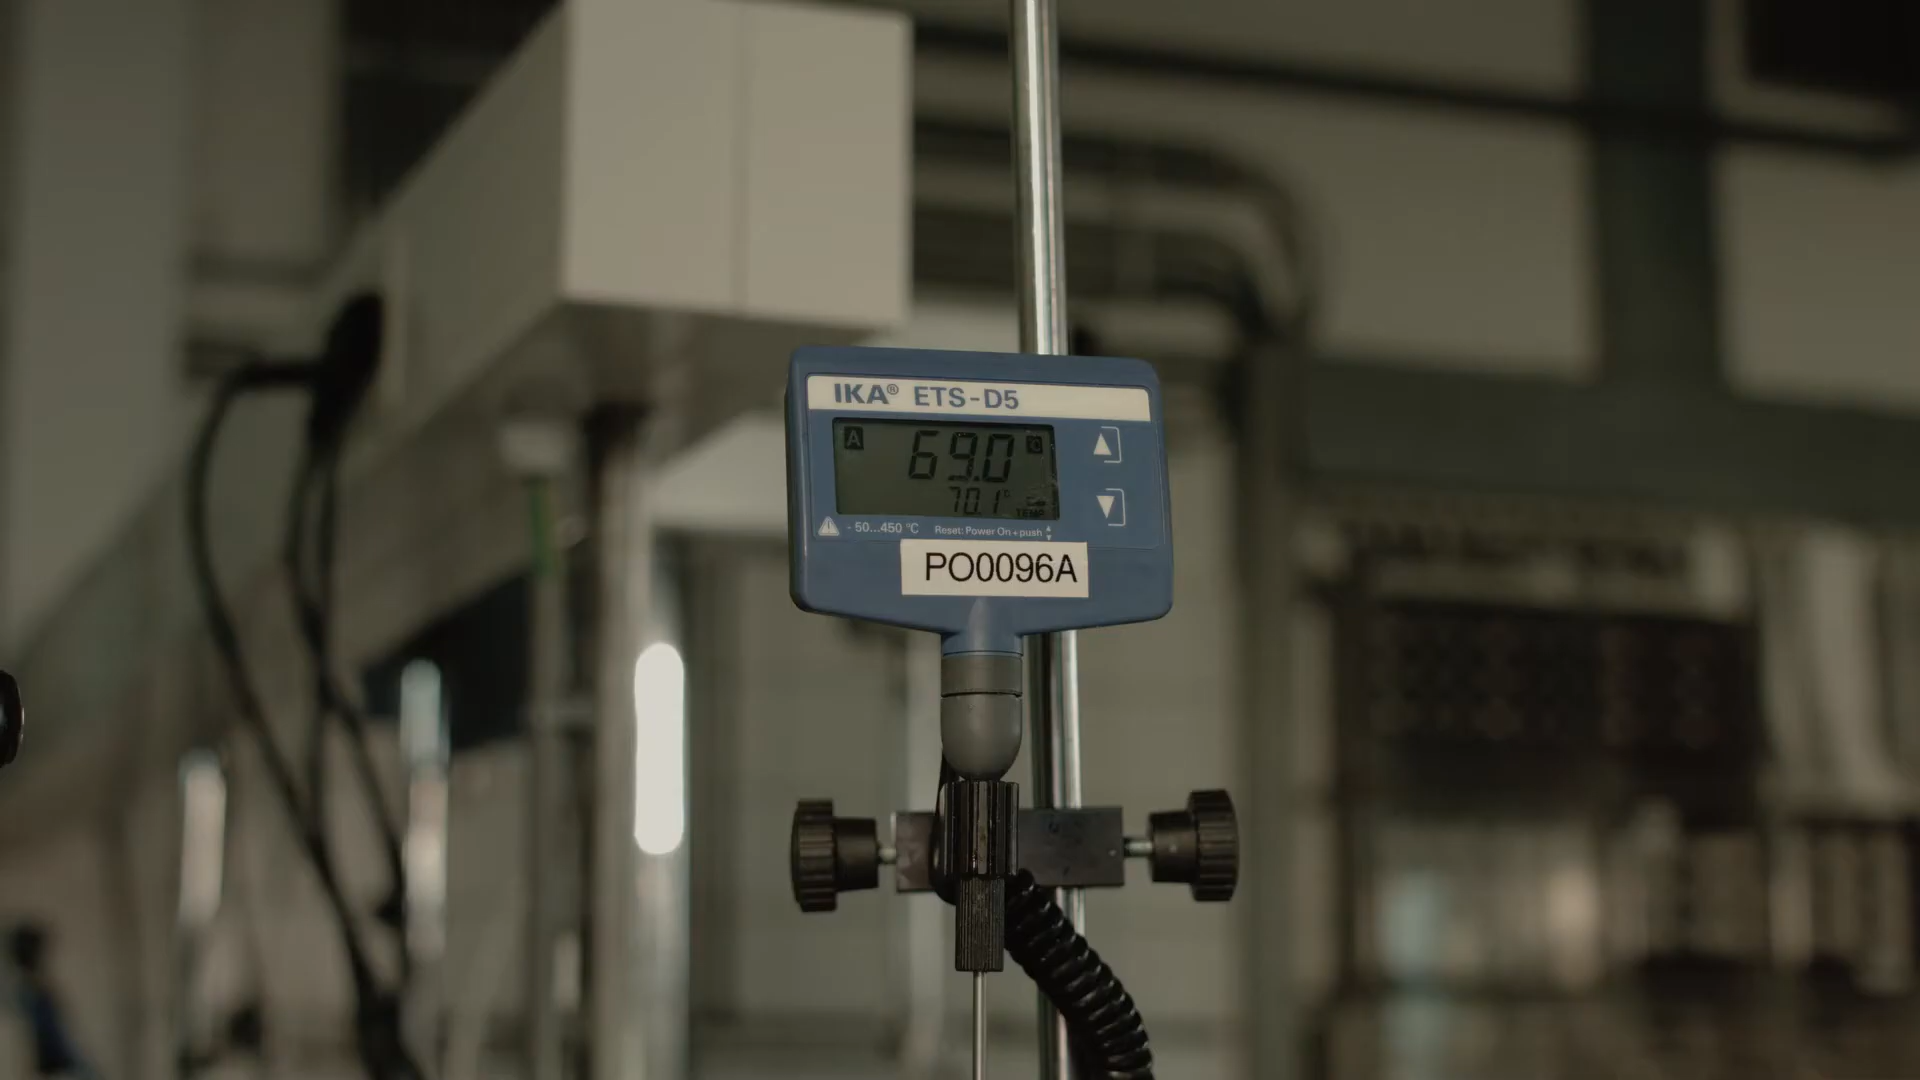 IKA® ETS-D5
A 69.0 °C
70.1°
TEMP
- 50...450 °C Reset: Power On + push
PO0096A